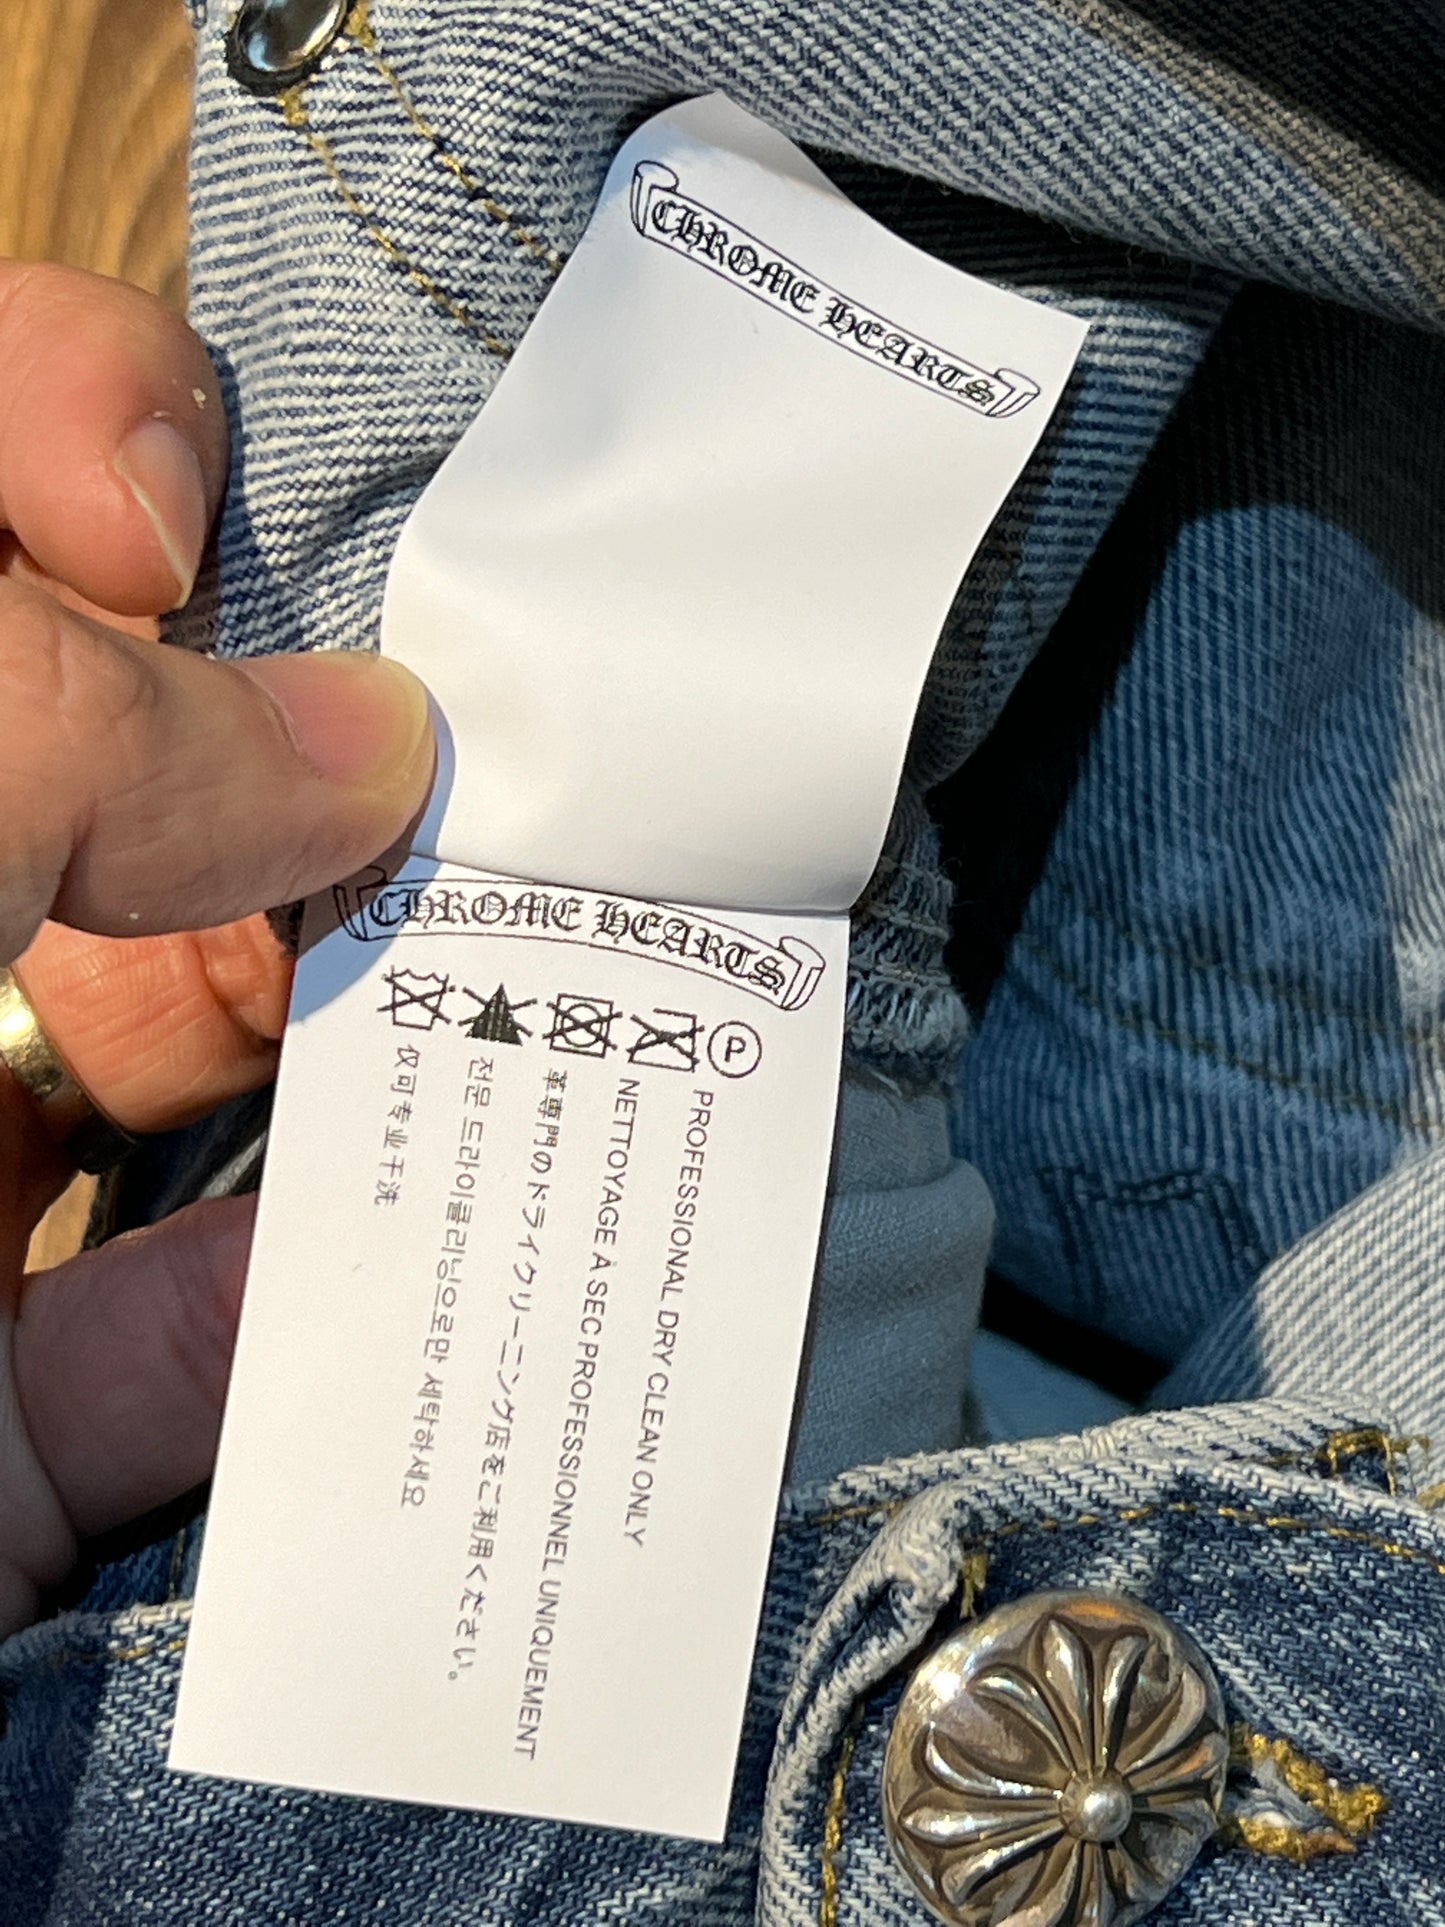 CHROME HEARTS
CHROME HEARTS
P
PROFESSIONAL DRY CLEAN ONLY
NETTOYAGE À SEC PROFESSIONNEL UNIQUEMENT
革専門のドライクリーニング店をご利用ください。
전문 드라이클리닝으로만 세탁하세요
仅可专业干洗